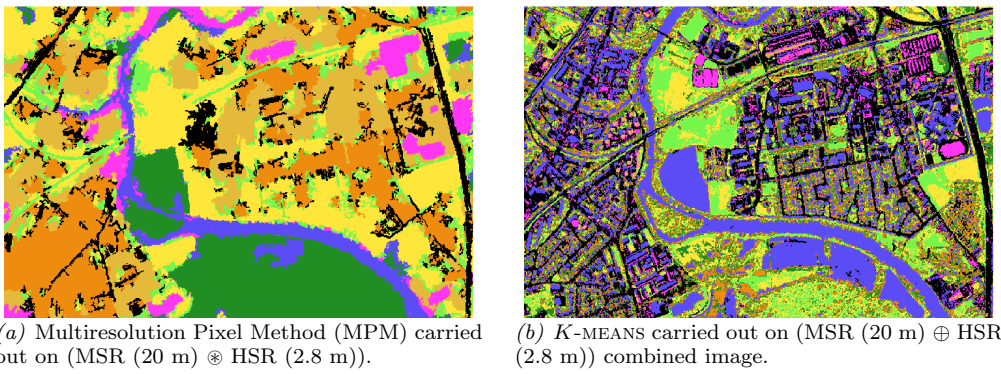 (a) Multiresolution Pixel Method (MPM) carried
out on (MSR (20 m) ⊛ HSR (2.8 m)).
(b) K-MEANS carried out on (MSR (20 m) ⊕ HSR
(2.8 m)) combined image.